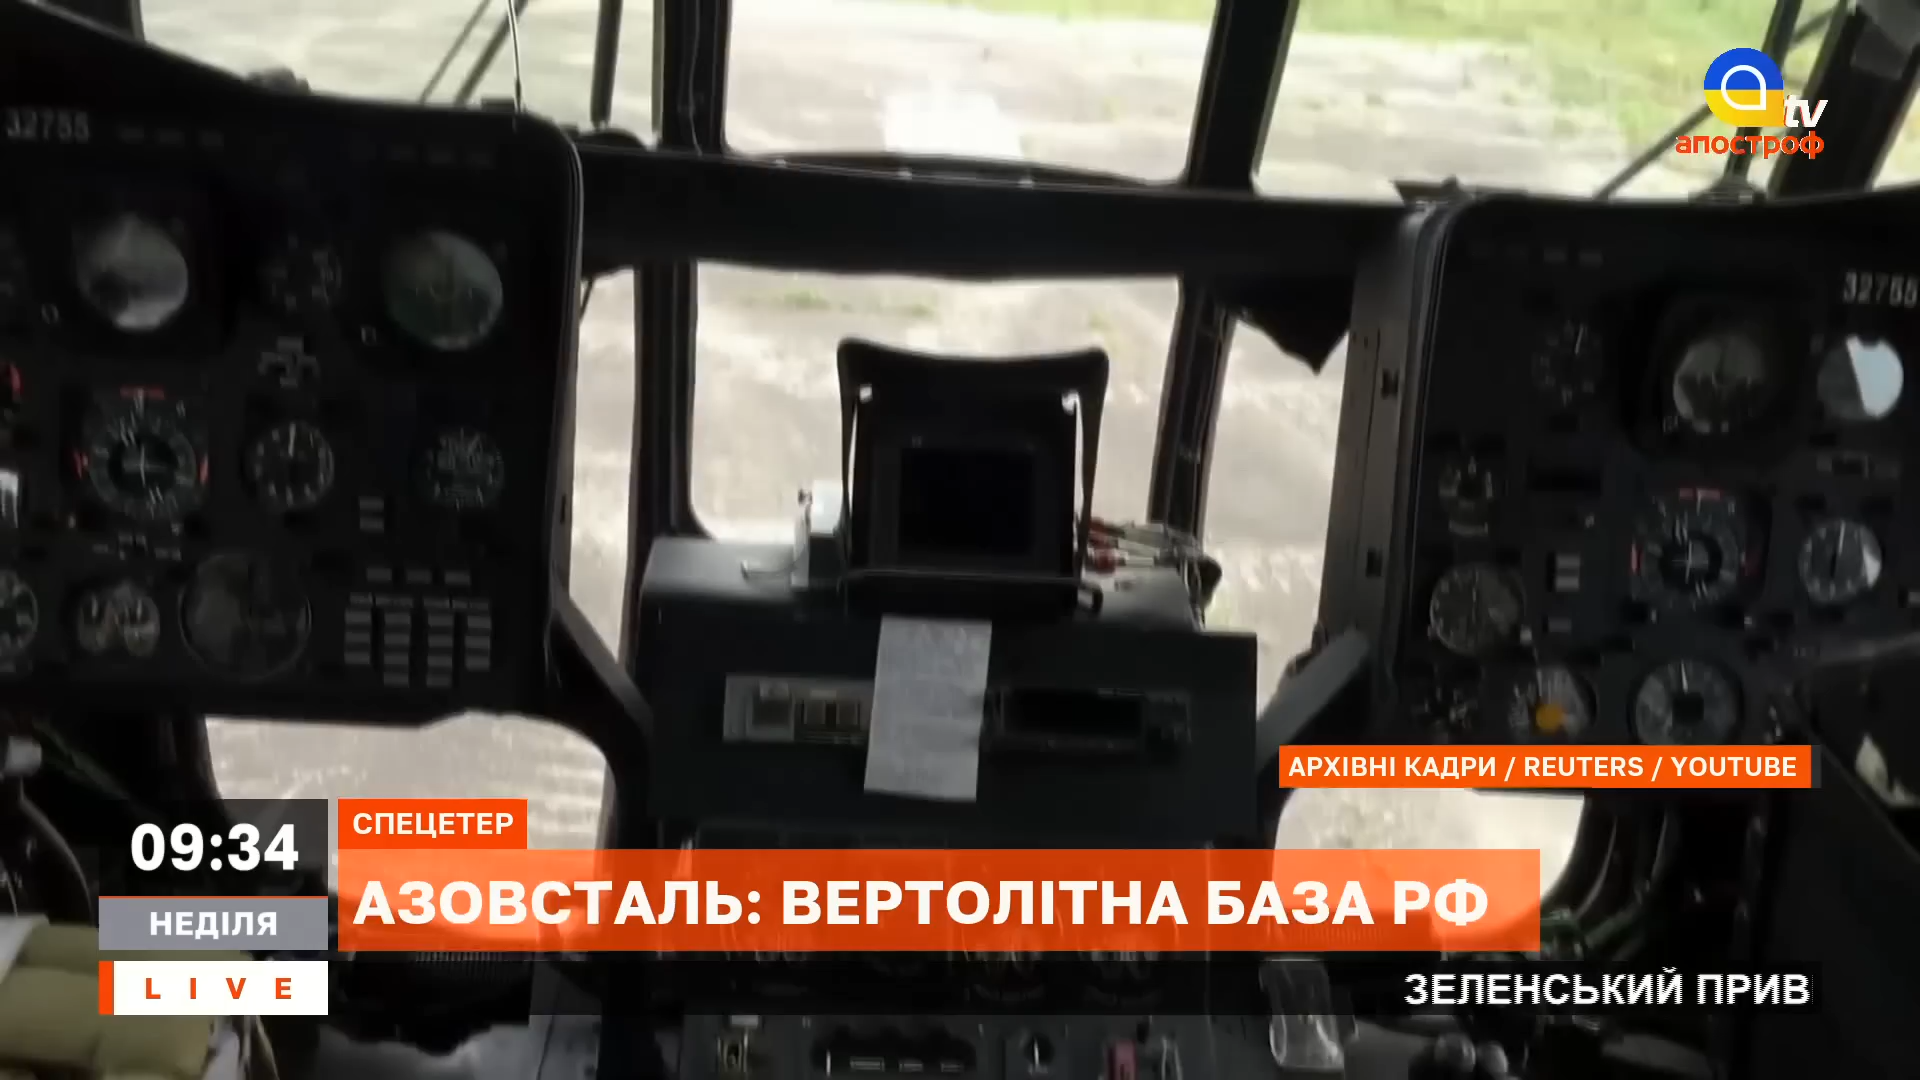 32755
tv
апостроф
32755
АРХІВНІ КАДРИ / REUTERS / YOUTUBE
09:34
СПЕЦЕТЕР
АЗОВСТАЛЬ: ВЕРТОЛІТНА БАЗА РФ
НЕДІЛЯ
LIVE
ЗЕЛЕНСЬКИЙ ПРИВ